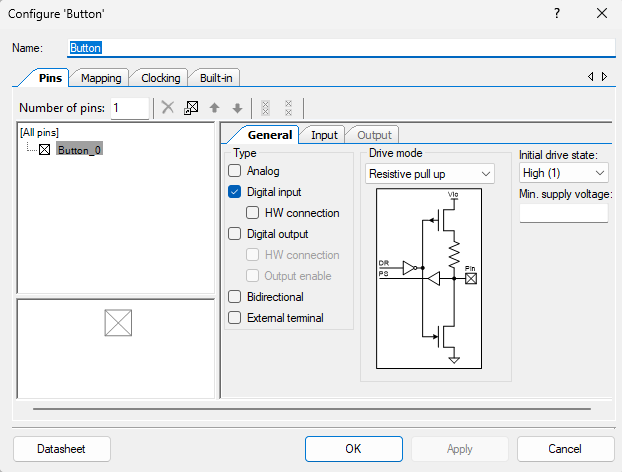 Configure 'Button'
?
Name: Button
Pins Mapping Clocking Built-in
Number of pins: 1
[All pins]
Button_0
General Input Output
Type
Analog
Digital input
HW connection
Digital output
HW connection
Output enable
Bidirectional
External terminal
Drive mode
Resistive pull up
Vio
DR
PS
Pin
Initial drive state:
High (1)
Min. supply voltage:
Datasheet OK Apply Cancel